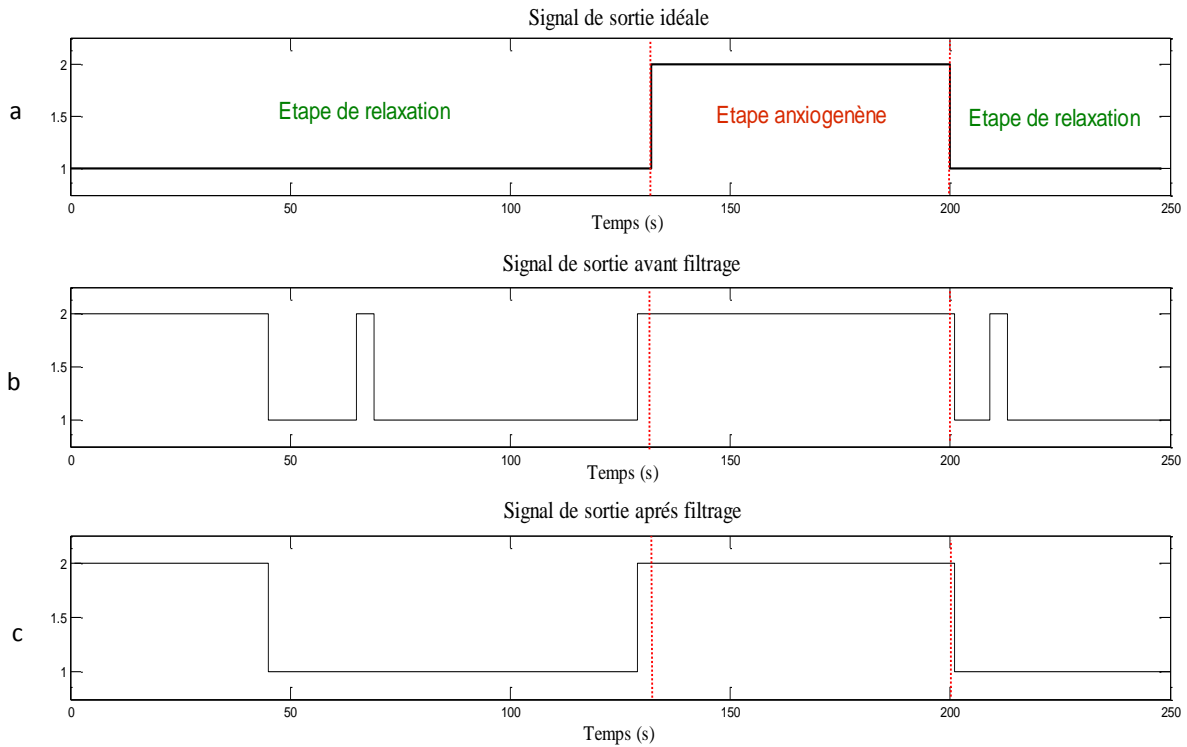 Signal de sortie idéale
a
2
1.5
1
Etape de relaxation
Etape anxiogenène
Etape de relaxation
0 50 100 150 200 250
Temps (s)
Signal de sortie avant filtrage
b
2
1.5
1
0 50 100 150 200 250
Temps (s)
Signal de sortie aprés filtrage
c
2
1.5
1
0 50 100 150 200 250
Temps (s)